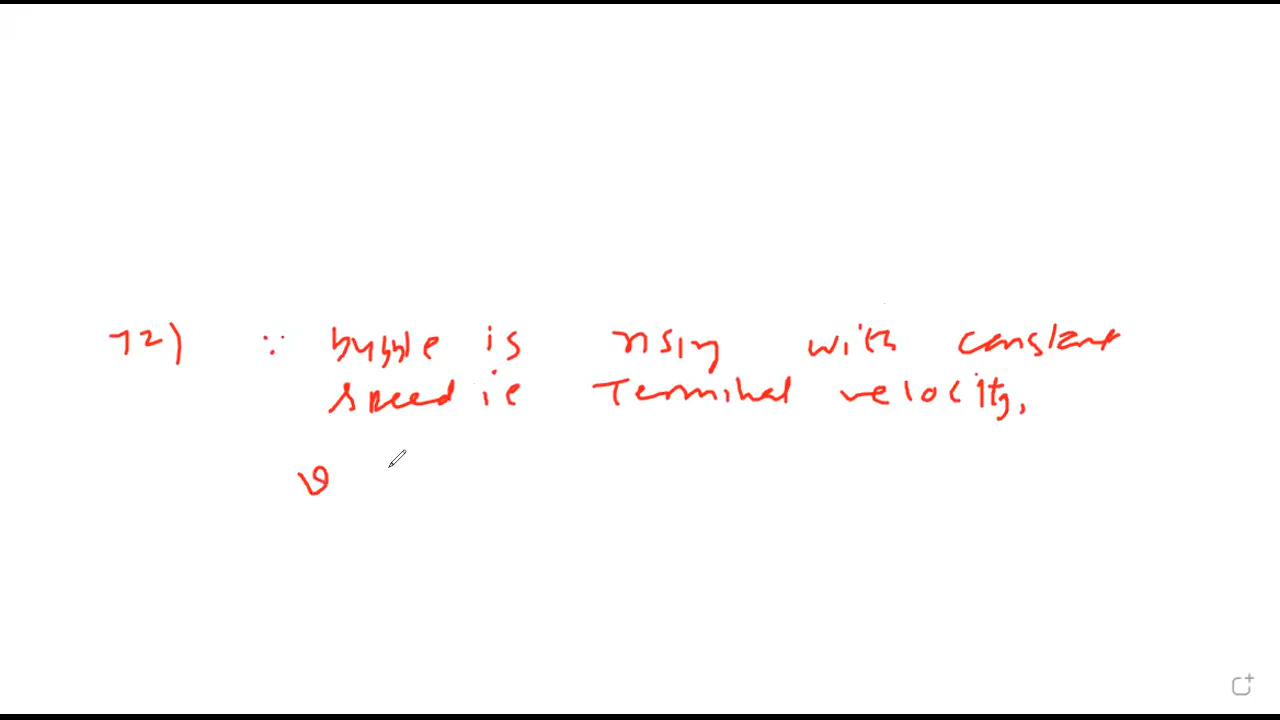 72) ∵ bubble is rising with constant
speed ie Terminal velocity,
v